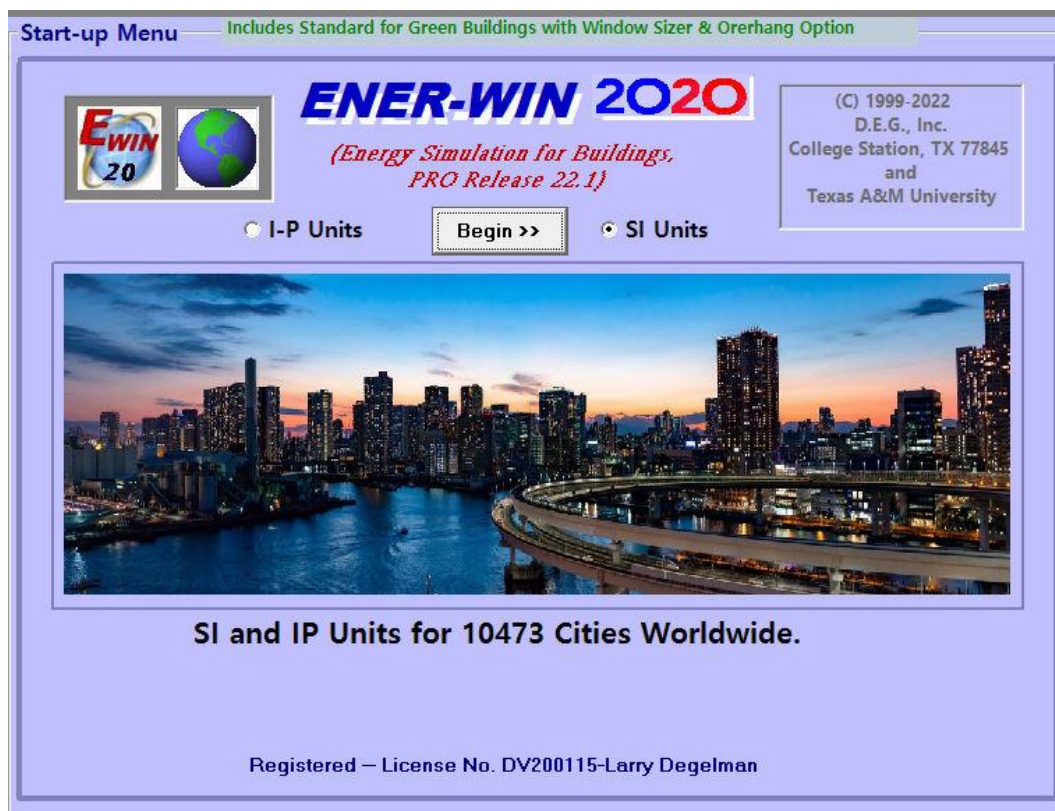 Start-up Menu
Includes Standard for Green Buildings with Window Sizer & Orerhang Option
EWIN
20
ENER-WIN 2020
(Energy Simulation for Buildings,
PRO Release 22.1)
(C) 1999-2022
D.E.G., Inc.
College Station, TX 77845
and
Texas A&M University
I-P Units
Begin >>
SI Units
SI and IP Units for 10473 Cities Worldwide.
Registered – License No. DV200115-Larry Degelman